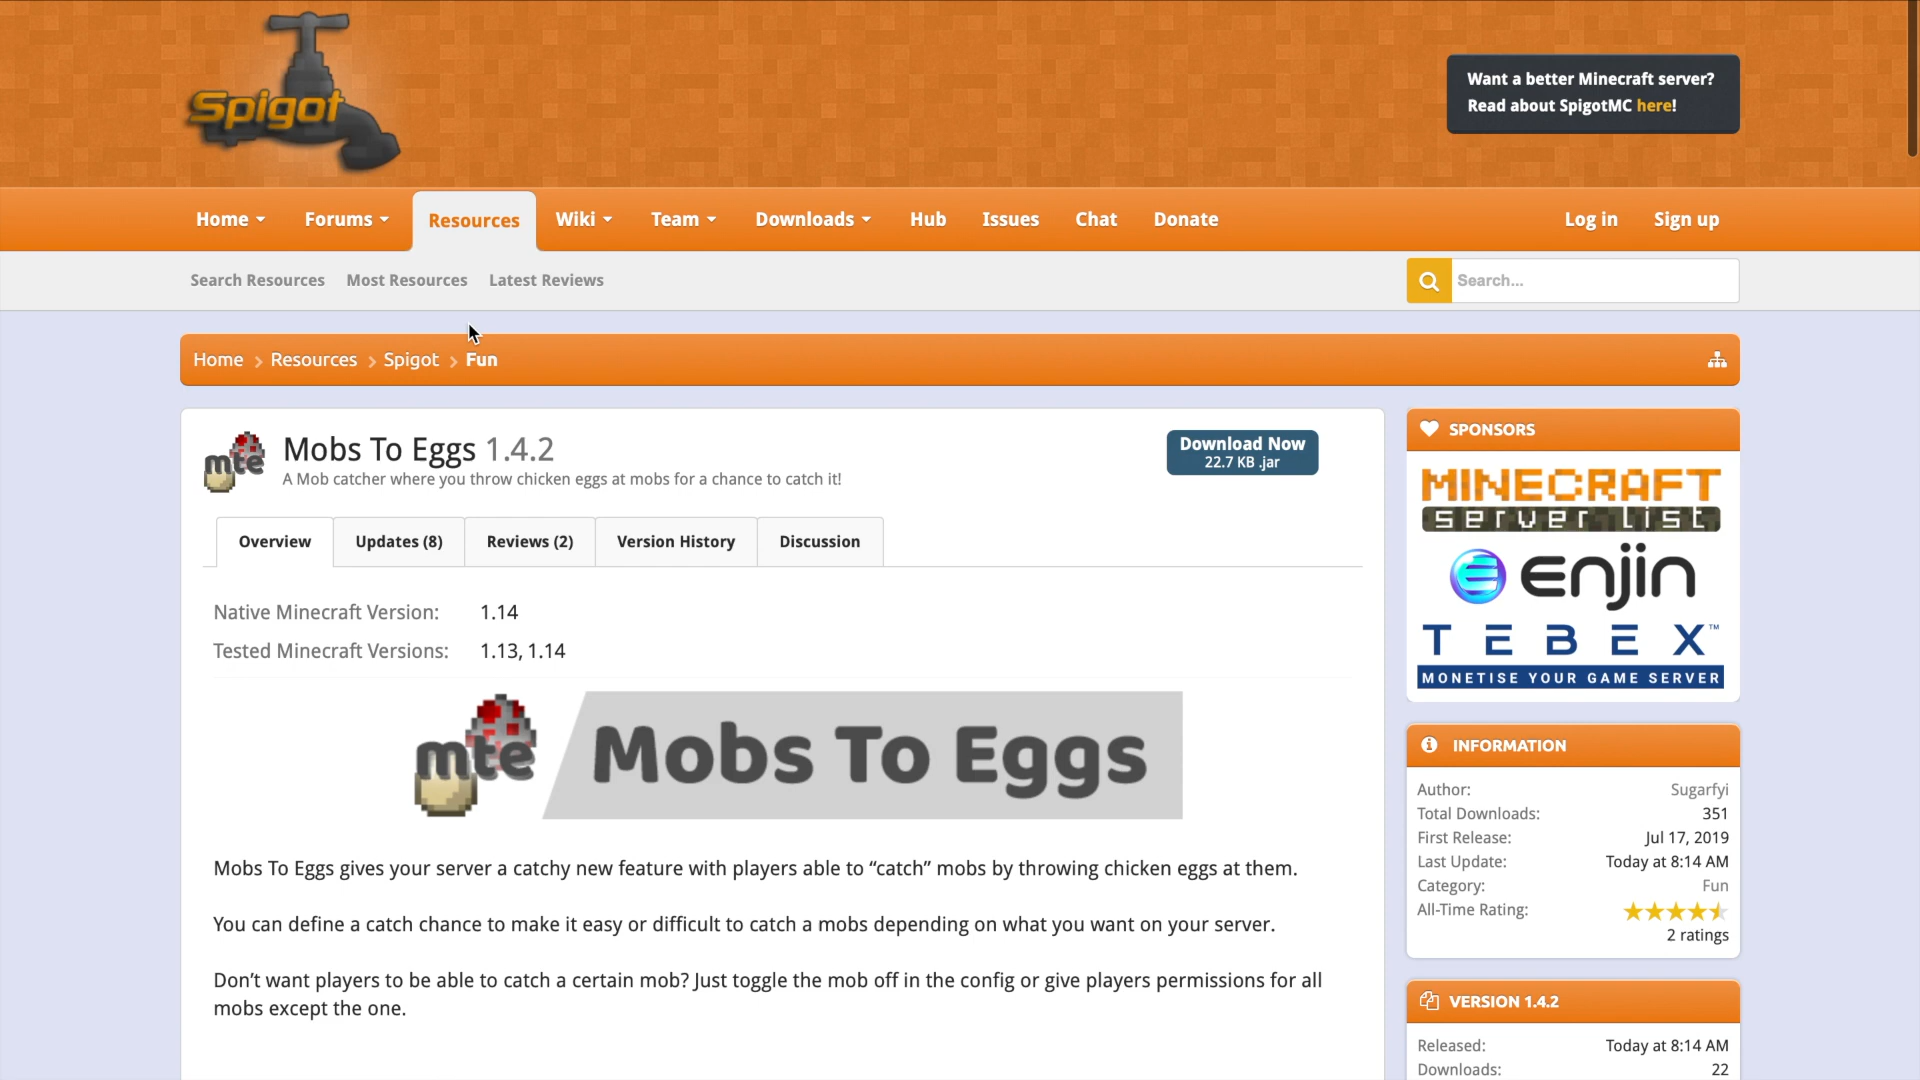 Spigot
Want a better Minecraft server?
Read about SpigotMC here!
Home Forums Resources Wiki Team Downloads Hub Issues Chat Donate Log in Sign up
Search Resources Most Resources Latest Reviews Search...
Home Resources Spigot Fun
mte
Mobs To Eggs 1.4.2
A Mob catcher where you throw chicken eggs at mobs for a chance to catch it!
Download Now
22.7 KB .jar
Overview Updates (8) Reviews (2) Version History Discussion
Native Minecraft Version: 1.14
Tested Minecraft Versions: 1.13, 1.14
mte Mobs To Eggs
Mobs To Eggs gives your server a catchy new feature with players able to “catch” mobs by throwing chicken eggs at them.
You can define a catch chance to make it easy or difficult to catch a mobs depending on what you want on your server.
Don’t want players to be able to catch a certain mob? Just toggle the mob off in the config or give players permissions for all
mobs except the one.
SPONSORS
MINECRAFT
server list
enjin
TEBEX™
MONETISE YOUR GAME SERVER
INFORMATION
Author: Sugarfyi
Total Downloads: 351
First Release: Jul 17, 2019
Last Update: Today at 8:14 AM
Category: Fun
All-Time Rating:
2 ratings
VERSION 1.4.2
Released: Today at 8:14 AM
Downloads: 22